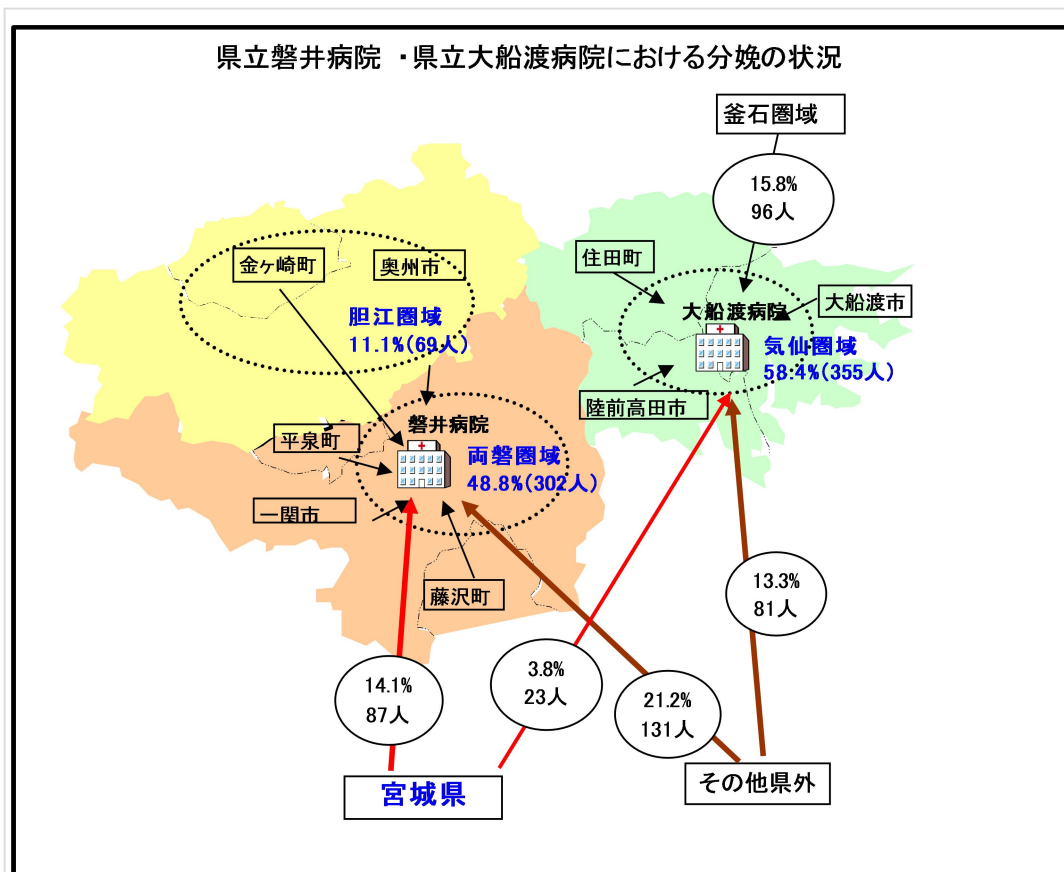 県立磐井病院 ・県立大船渡病院における分娩の状況
釜石圏域
15.8%
96人
住田町
金ヶ崎町
奥州市
大船渡市
大船渡病院
胆江圏域
11.1%(69人)
気仙圏域
58.4%(355人)
陸前高田市
磐井病院
平泉町
両磐圏域
48.8%(302人)
一関市
藤沢町
13.3%
81人
14.1%
87人
3.8%
23人
21.2%
131人
宮城県
その他県外